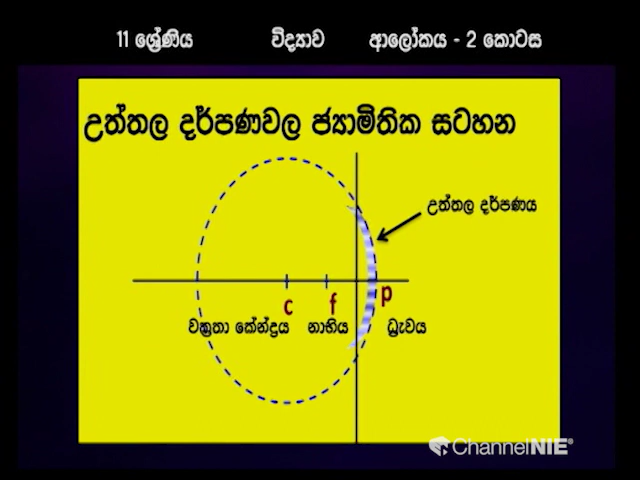 11 ශ්‍රේණිය විද්‍යාව ආලෝකය - 2 කොටස
උත්තල දර්පණවල ජ්‍යාමිතික සටහන
උත්තල දර්පණය
c f p
වක්‍රතා කේන්ද්‍රය නාභිය ධ්‍රැවය
ChannelNIE